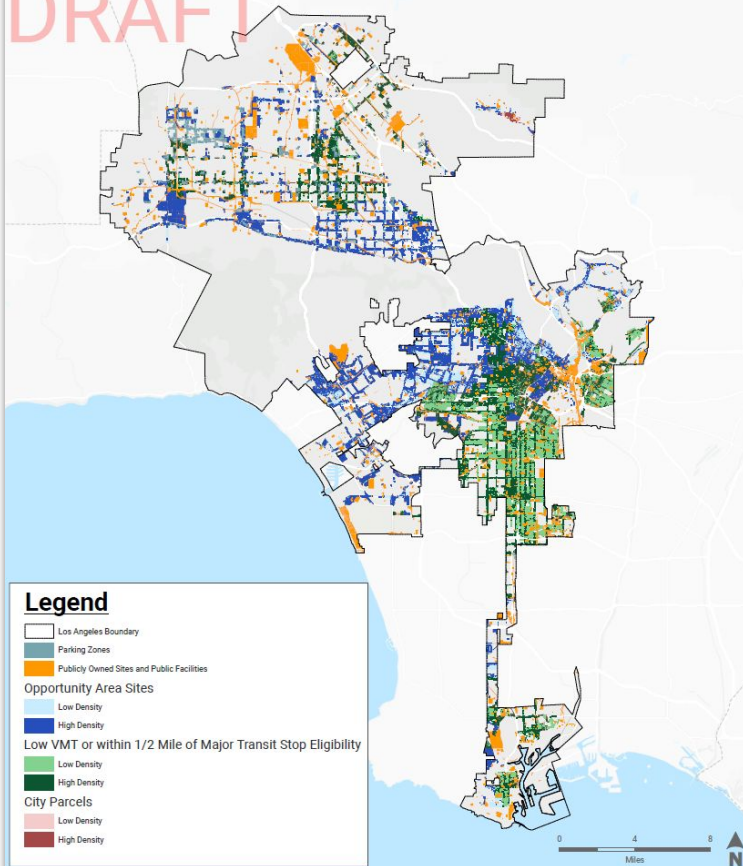 DRAFT
Legend
Los Angeles Boundary
Parking Zones
Publicly Owned Sites and Public Facilities
Opportunity Area Sites
Low Density
High Density
Low VMT or within 1/2 Mile of Major Transit Stop Eligibility
Low Density
High Density
City Parcels
Low Density
High Density
0 4 8
Miles
N